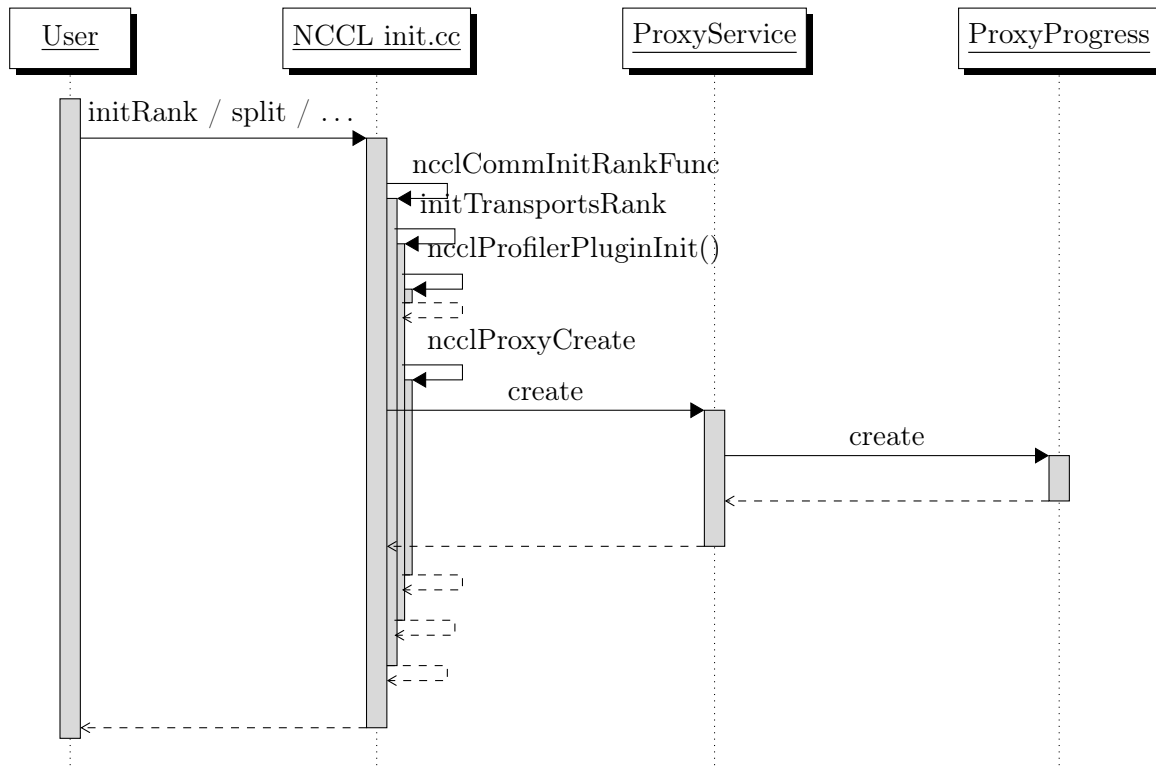 User
NCCL init.cc
ProxyService
ProxyProgress
initRank / split / ...
ncclCommInitRankFunc
initTransportsRank
ncclProfilerPluginInit()
ncclProxyCreate
create
create